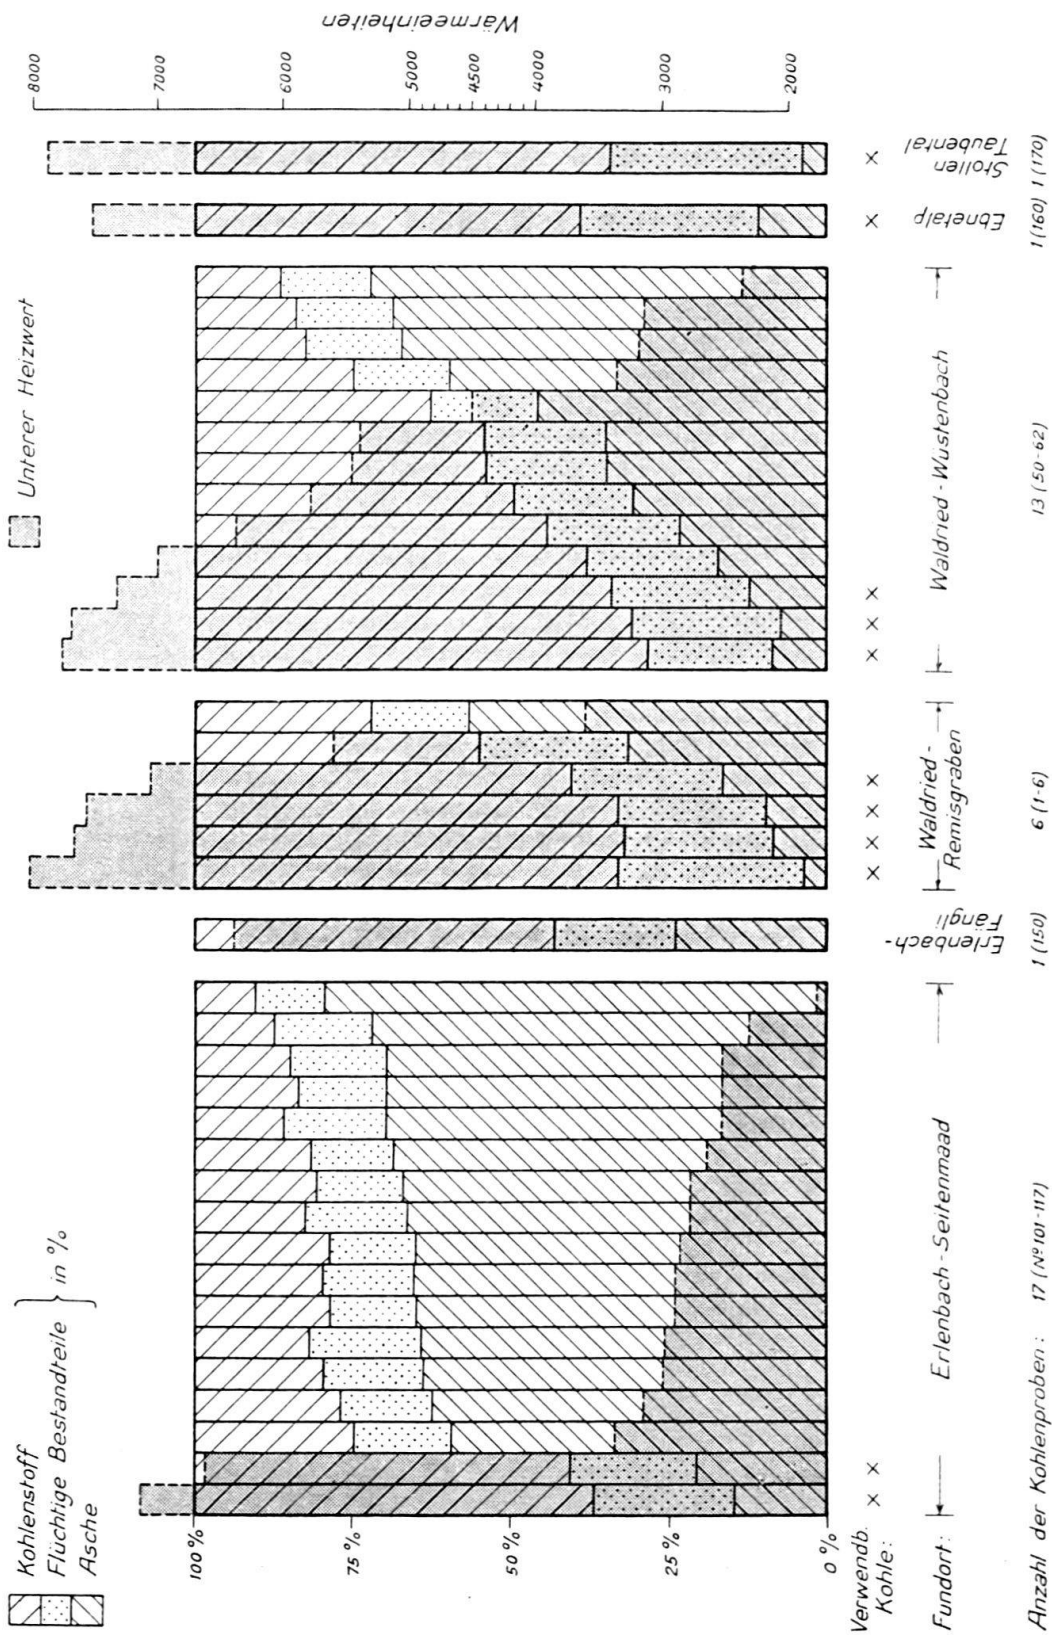 Kohlenstoff
Flüchtige Bestandteile } in %
Asche
Unterer Heizwert
100 %
75 %
50 %
25 %
0 %
8000
7000
6000
5000
4500
4000
3000
2000
Wärmeeinheiten
Verwendb. Kohle:
x x x x x x x x x x x
Fundort:
Erlenbach-Seitenmaad
Erlenbach-
Fängli
Waldried-
Remisgraben
Waldried-Wüstenbach
Ebnetalp
Stollen
Taubental
Anzahl der Kohlenproben: 17 (Nº 101-117) 1 (150) 6 (1-6) 13 (50-62) 1 (160) 1 (170)